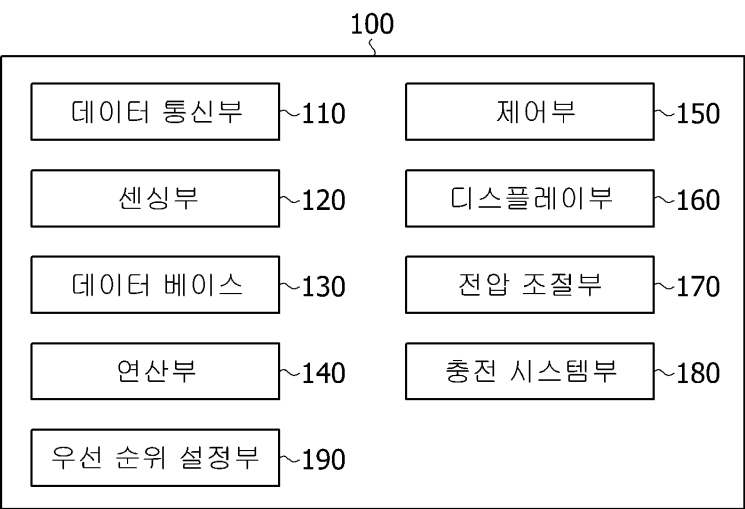 100
데이터 통신부 110
제어부 150
센싱부 120
디스플레이부 160
데이터 베이스 130
전압 조절부 170
연산부 140
충전 시스템부 180
우선 순위 설정부 190